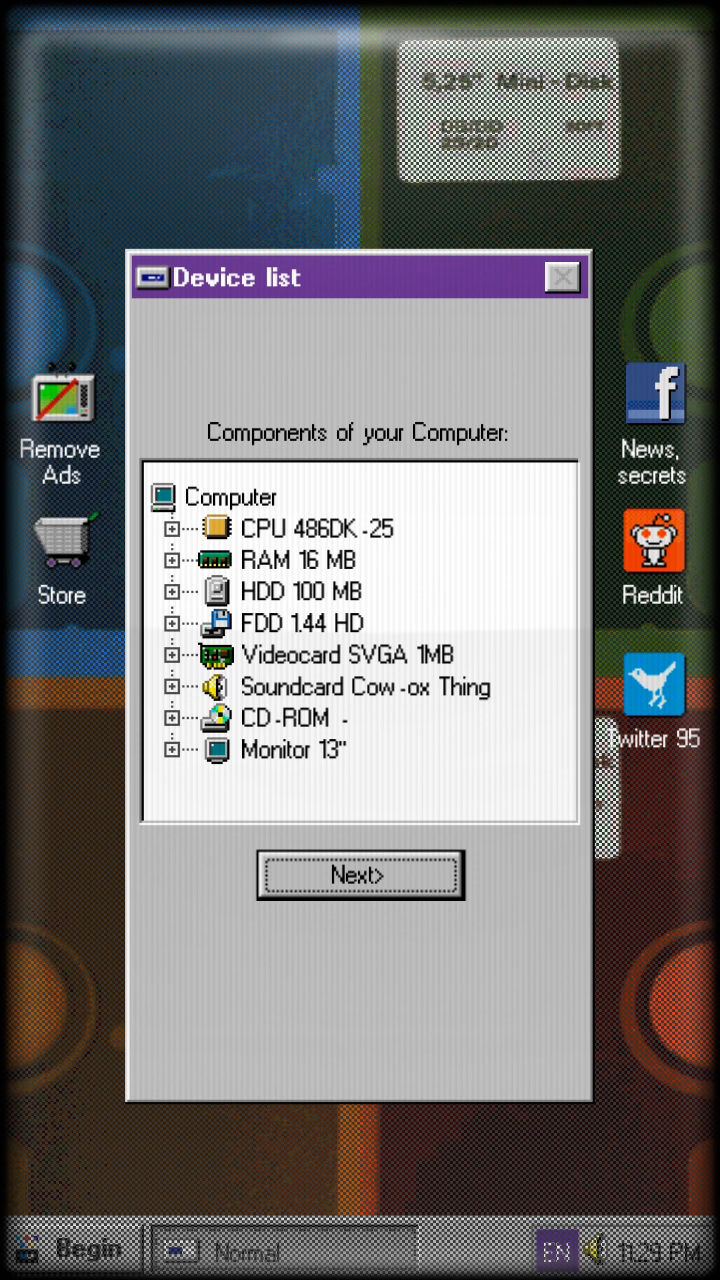 5,25" Mini-Disk
Device list
Components of your Computer:
Computer
CPU 486DK-25
RAM 16 MB
HDD 100 MB
FDD 1.44 HD
Videocard SVGA 1MB
Soundcard Cow-ox Thing
CD-ROM -
Monitor 13"
Next>
Remove
Ads
Store
News,
secrets
Reddit
Twitter 95
Begin
Normal
EN
11:29 PM